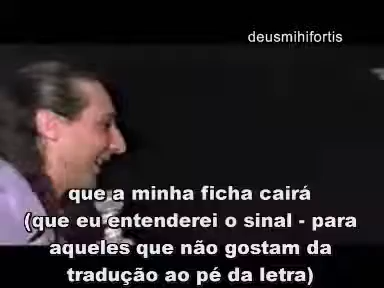 deusmihifortis
que a minha ficha cairá
(que eu entenderei o sinal - para
aqueles que não gostam da
tradução ao pé da letra)